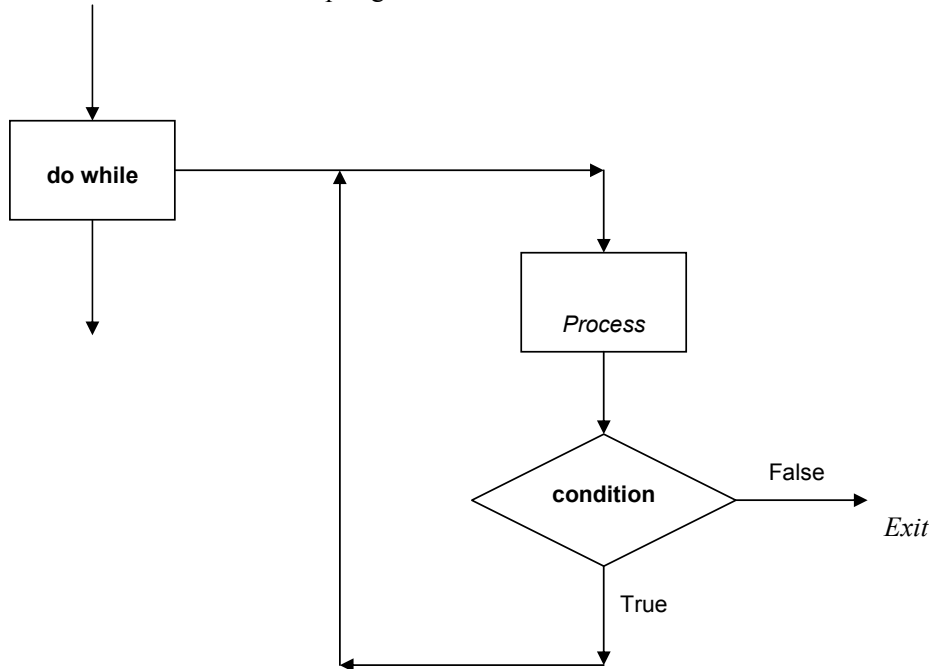 do while
Process
condition
False
Exit
True